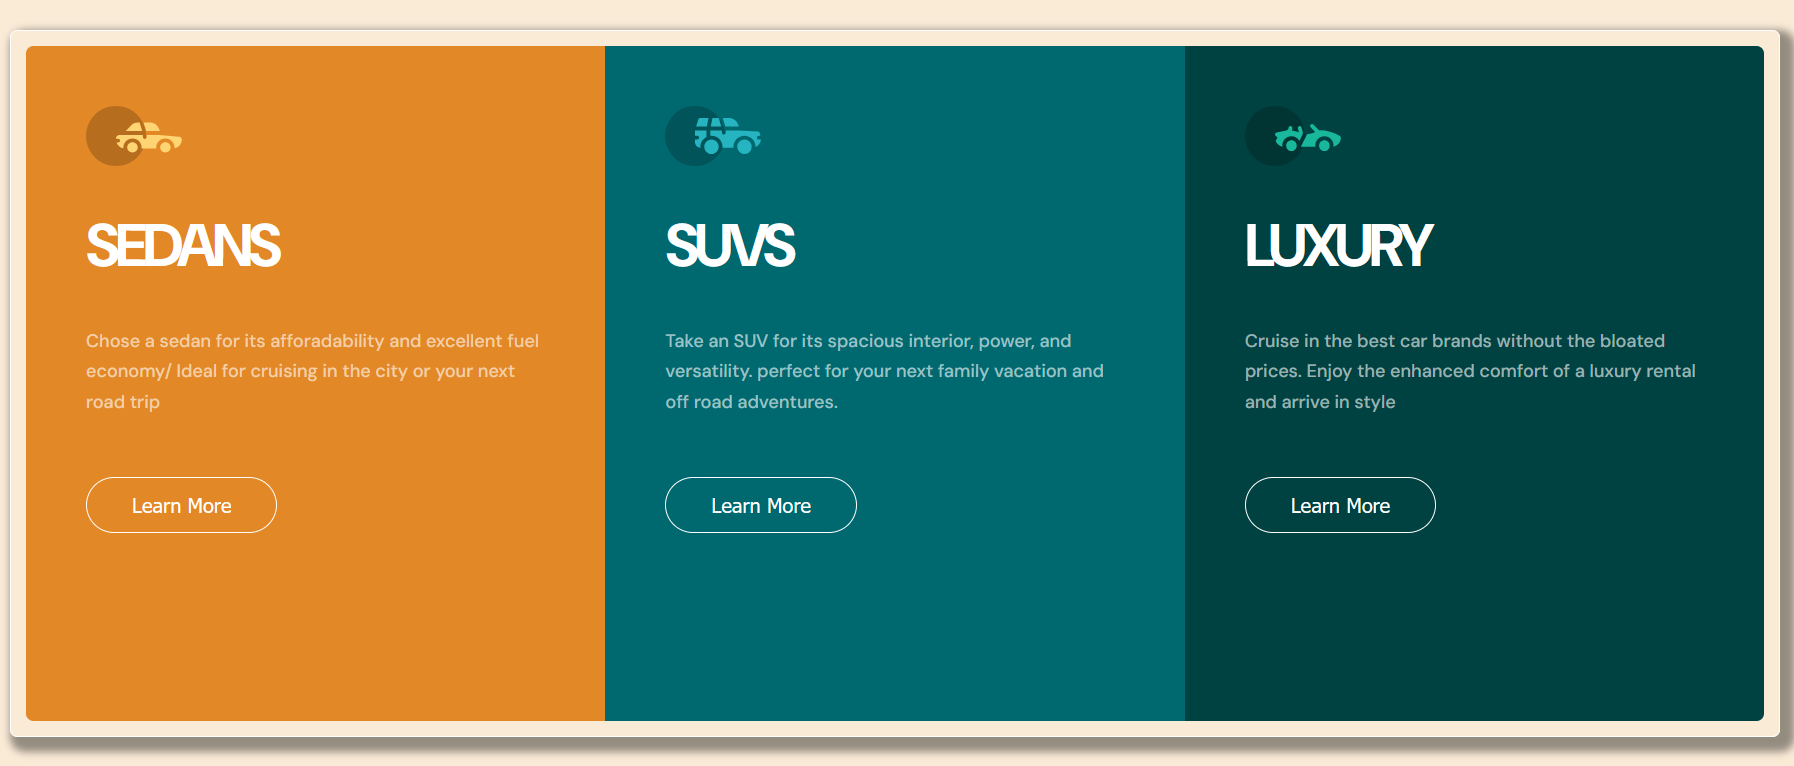 SEDANS
Chose a sedan for its afforadability and excellent fuel
economy/ Ideal for cruising in the city or your next
road trip
Learn More
SUVS
Take an SUV for its spacious interior, power, and
versatility. perfect for your next family vacation and
off road adventures.
Learn More
LUXURY
Cruise in the best car brands without the bloated
prices. Enjoy the enhanced comfort of a luxury rental
and arrive in style
Learn More